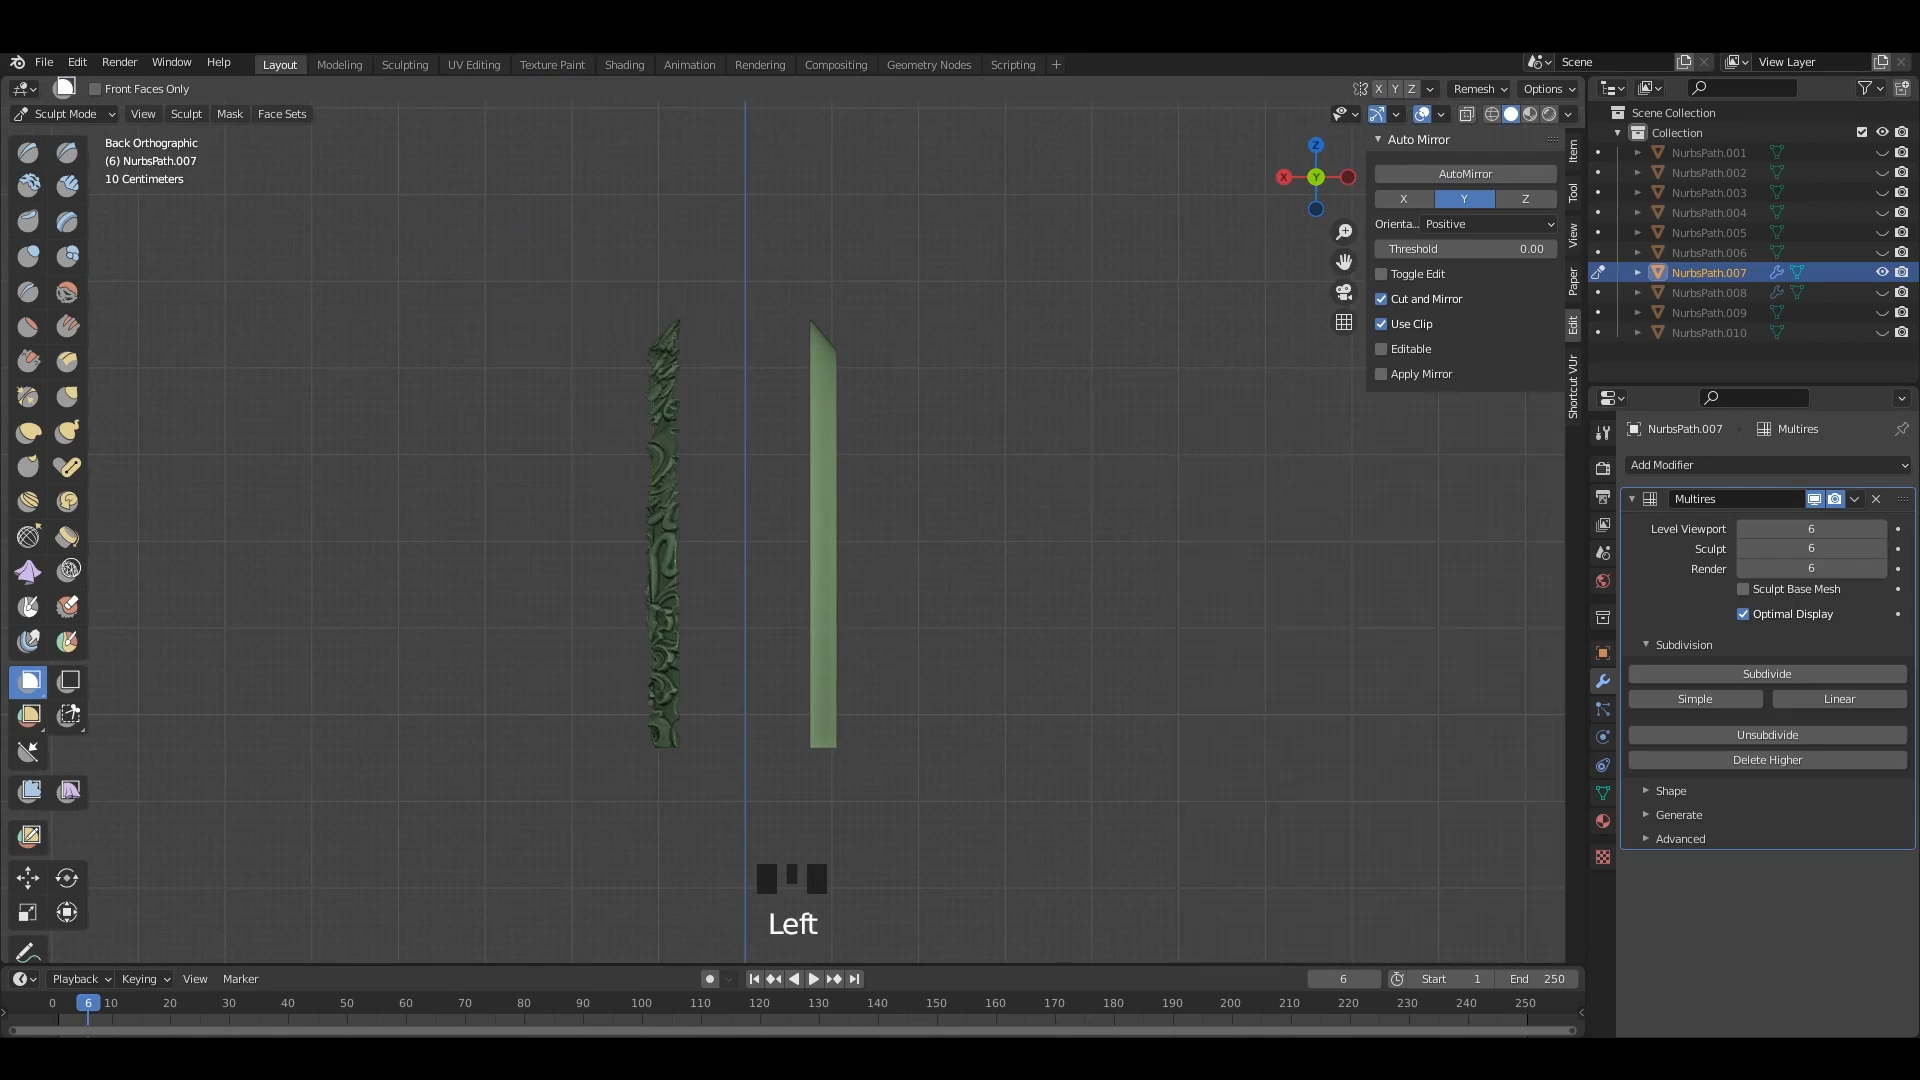 File Edit Render Window Help Layout Modeling Sculpting UV Editing Texture Paint Shading Animation Rendering Compositing Geometry Nodes Scripting Scene View Layer
Front Faces Only X Y Z Remesh Options
Sculpt Mode View Sculpt Mask Face Sets
Back Orthographic
(6) NurbsPath.007
10 Centimeters
Z
X
Y
Auto Mirror
AutoMirror
X Y Z
Orienta... Positive
Threshold 0.00
Toggle Edit
Cut and Mirror
Use Clip
Editable
Apply Mirror
Item
Tool
View
Paper
Edit
Shortcut VUr
Scene Collection
Collection
NurbsPath.001
NurbsPath.002
NurbsPath.003
NurbsPath.004
NurbsPath.005
NurbsPath.006
NurbsPath.007
NurbsPath.008
NurbsPath.009
NurbsPath.010
NurbsPath.007 Multires
Add Modifier
Multires
Level Viewport 6
Sculpt 6
Render 6
Sculpt Base Mesh
Optimal Display
Subdivision
Subdivide
Simple Linear
Unsubdivide
Delete Higher
Shape
Generate
Advanced
Left
Playback Keying View Marker 6 Start 1 End 250
0 6 10 20 30 40 50 60 70 80 90 100 110 120 130 140 150 160 170 180 190 200 210 220 230 240 250